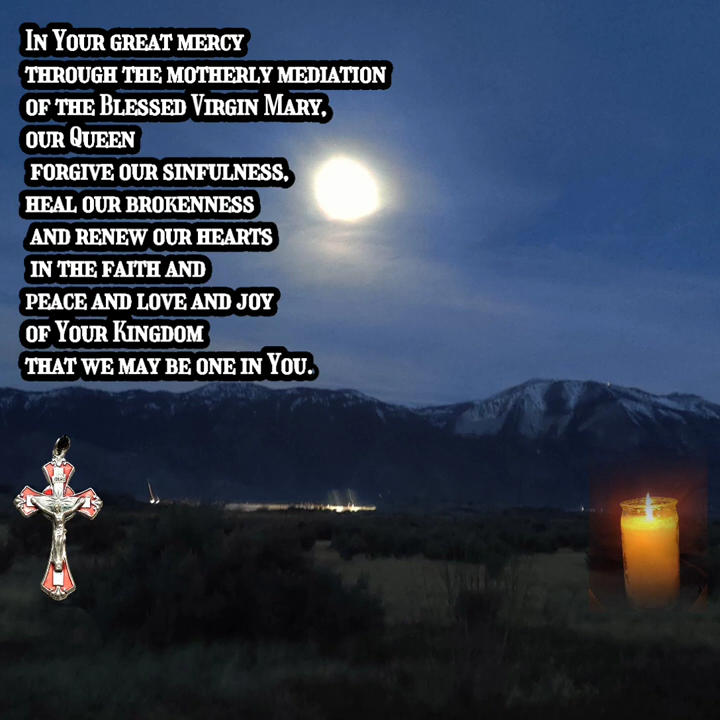 In Your great mercy
through the motherly mediation
of the Blessed Virgin Mary,
our Queen
forgive our sinfulness,
heal our brokenness
and renew our hearts
in the faith and
peace and love and joy
of Your Kingdom
that we may be one in You.